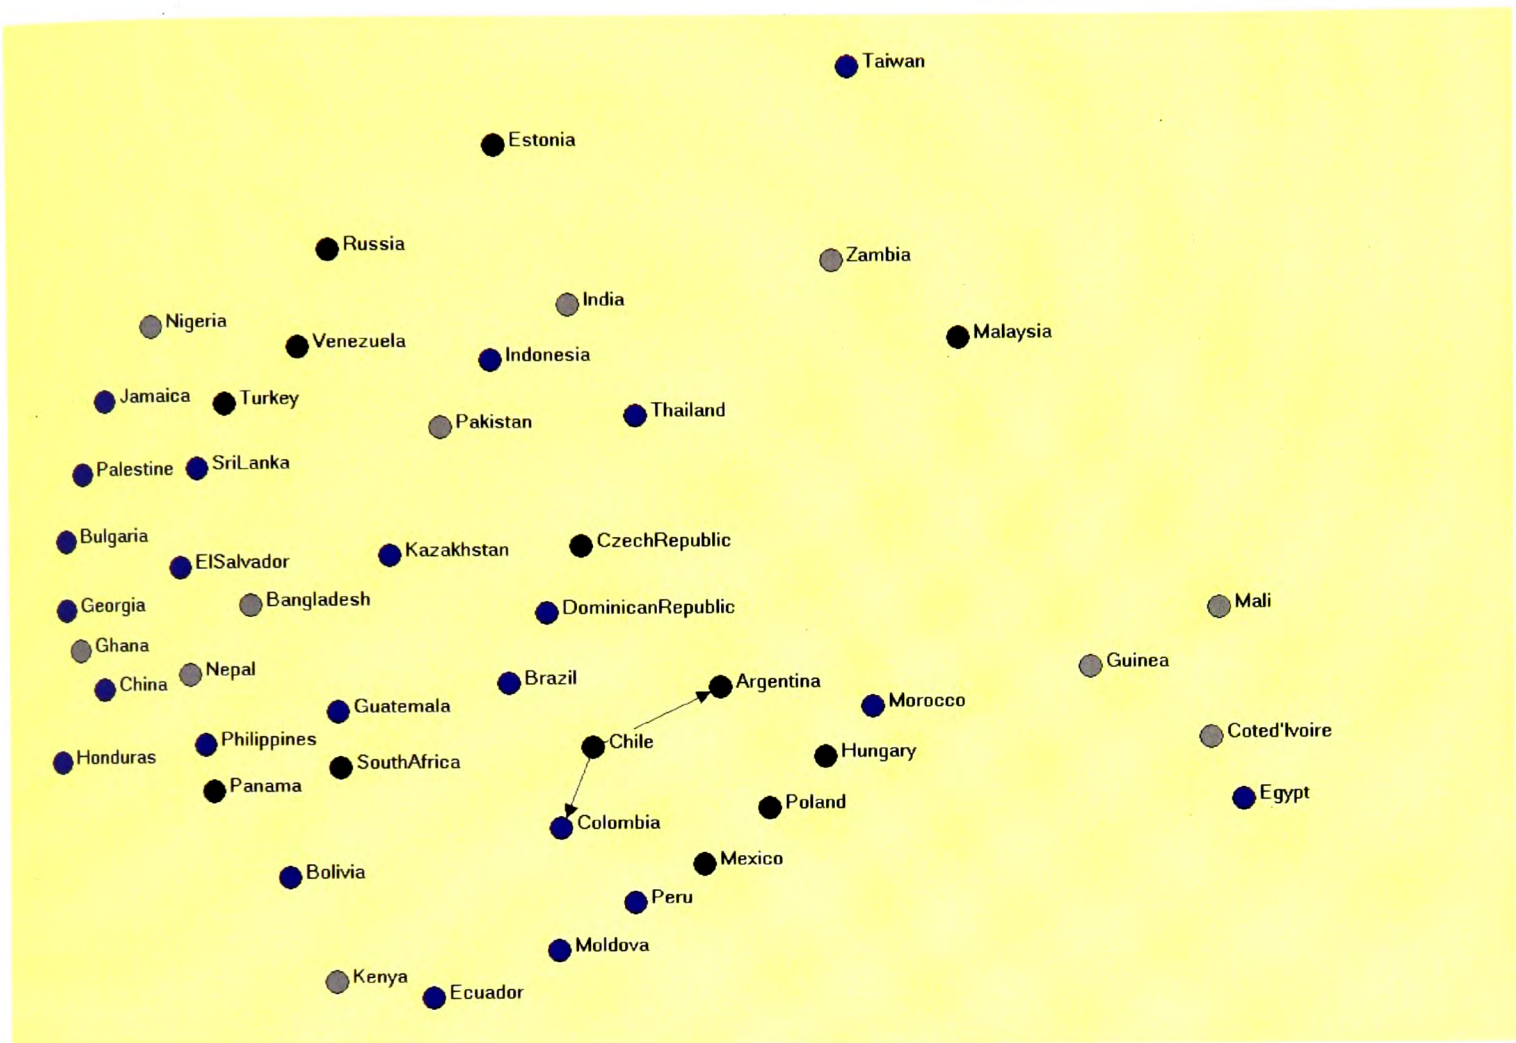 Taiwan
Estonia
Russia
Zambia
India
Nigeria
Malaysia
Venezuela
Indonesia
Jamaica
Turkey
Thailand
Pakistan
SriLanka
Palestine
Bulgaria
CzechRepublic
Kazakhstan
ElSalvador
Bangladesh
Mali
Georgia
DominicanRepublic
Ghana
Guinea
Nepal
Brazil
Argentina
China
Morocco
Guatemala
Coted'Ivoire
Philippines
Chile
Hungary
Honduras
SouthAfrica
Panama
Egypt
Poland
Colombia
Mexico
Bolivia
Peru
Moldova
Kenya
Ecuador